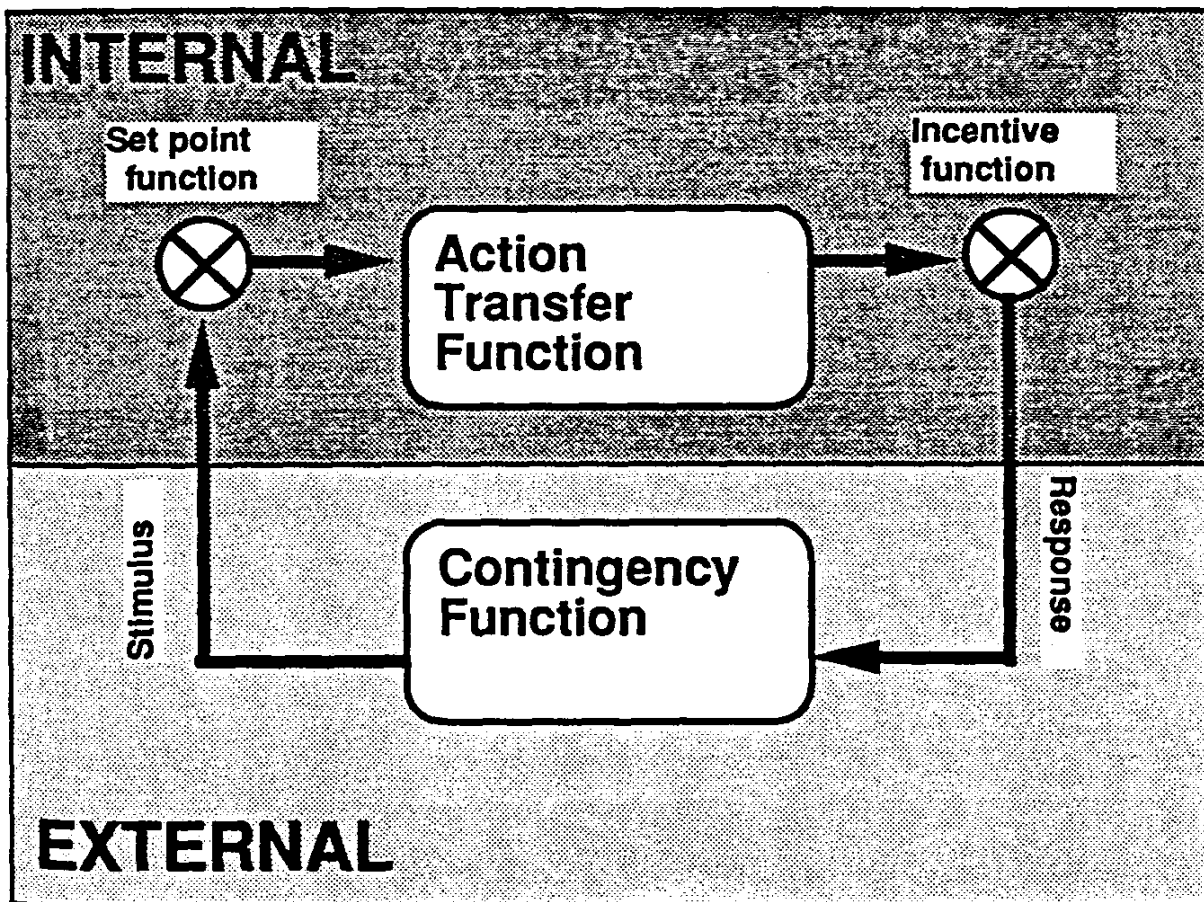 INTERNAL
Set point
function
Incentive
function
Action
Transfer
Function
Stimulus
Response
Contingency
Function
EXTERNAL